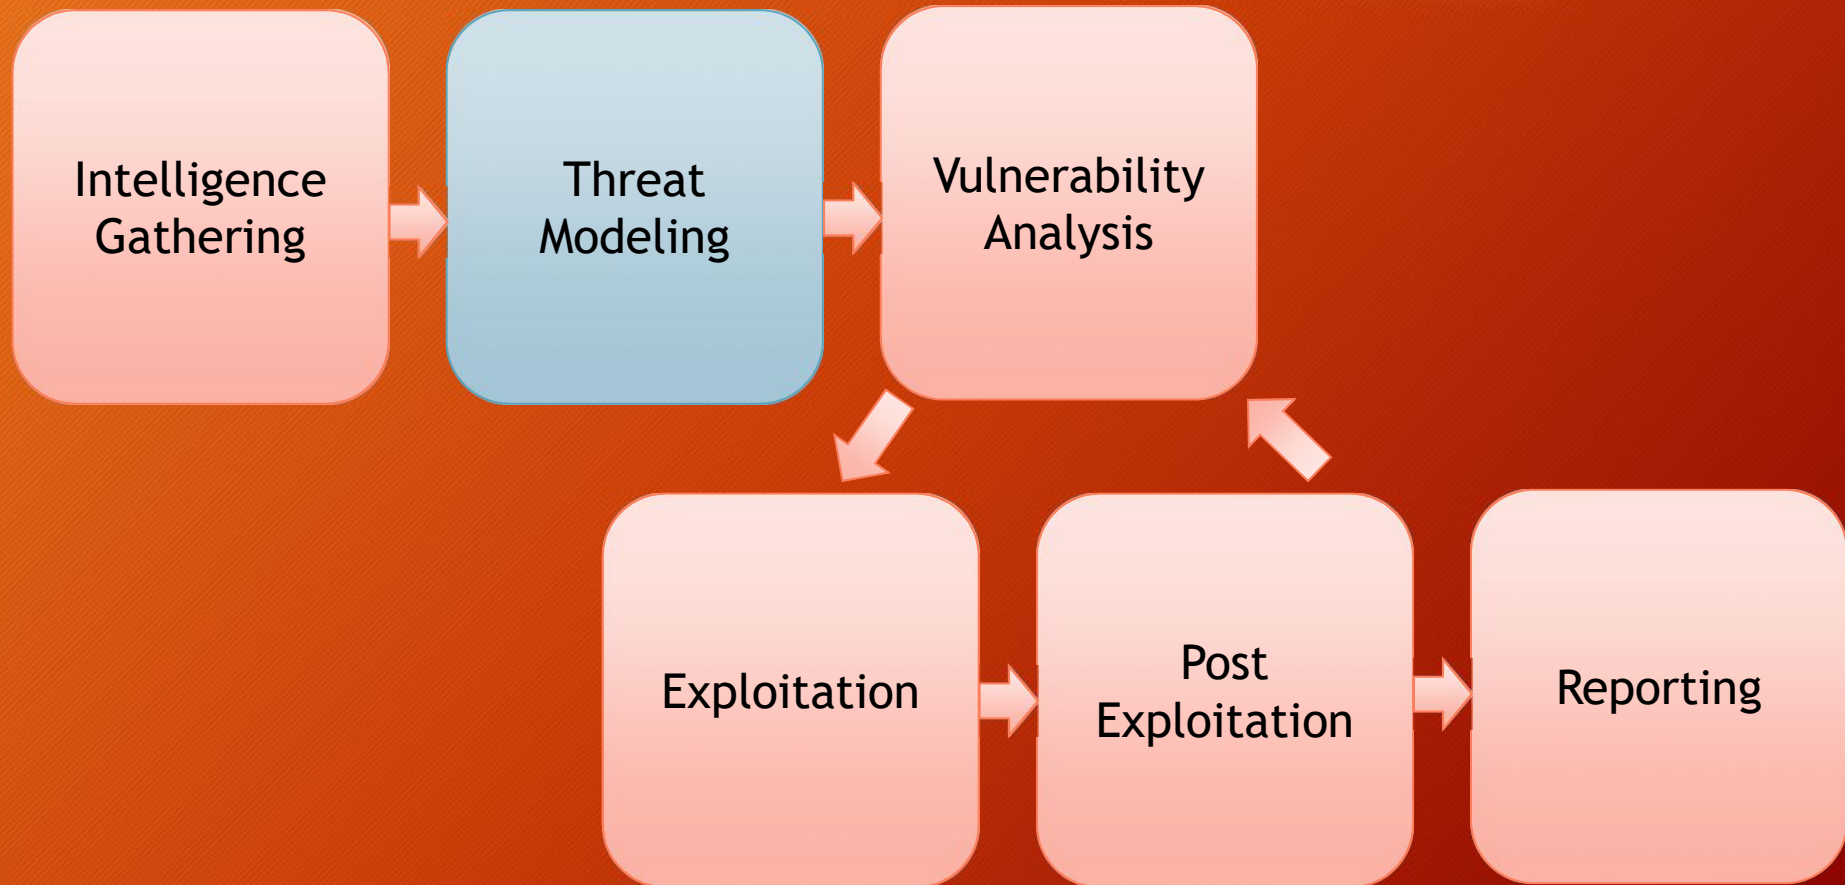 Intelligence
Gathering
Threat
Modeling
Vulnerability
Analysis
Exploitation
Post
Exploitation
Reporting